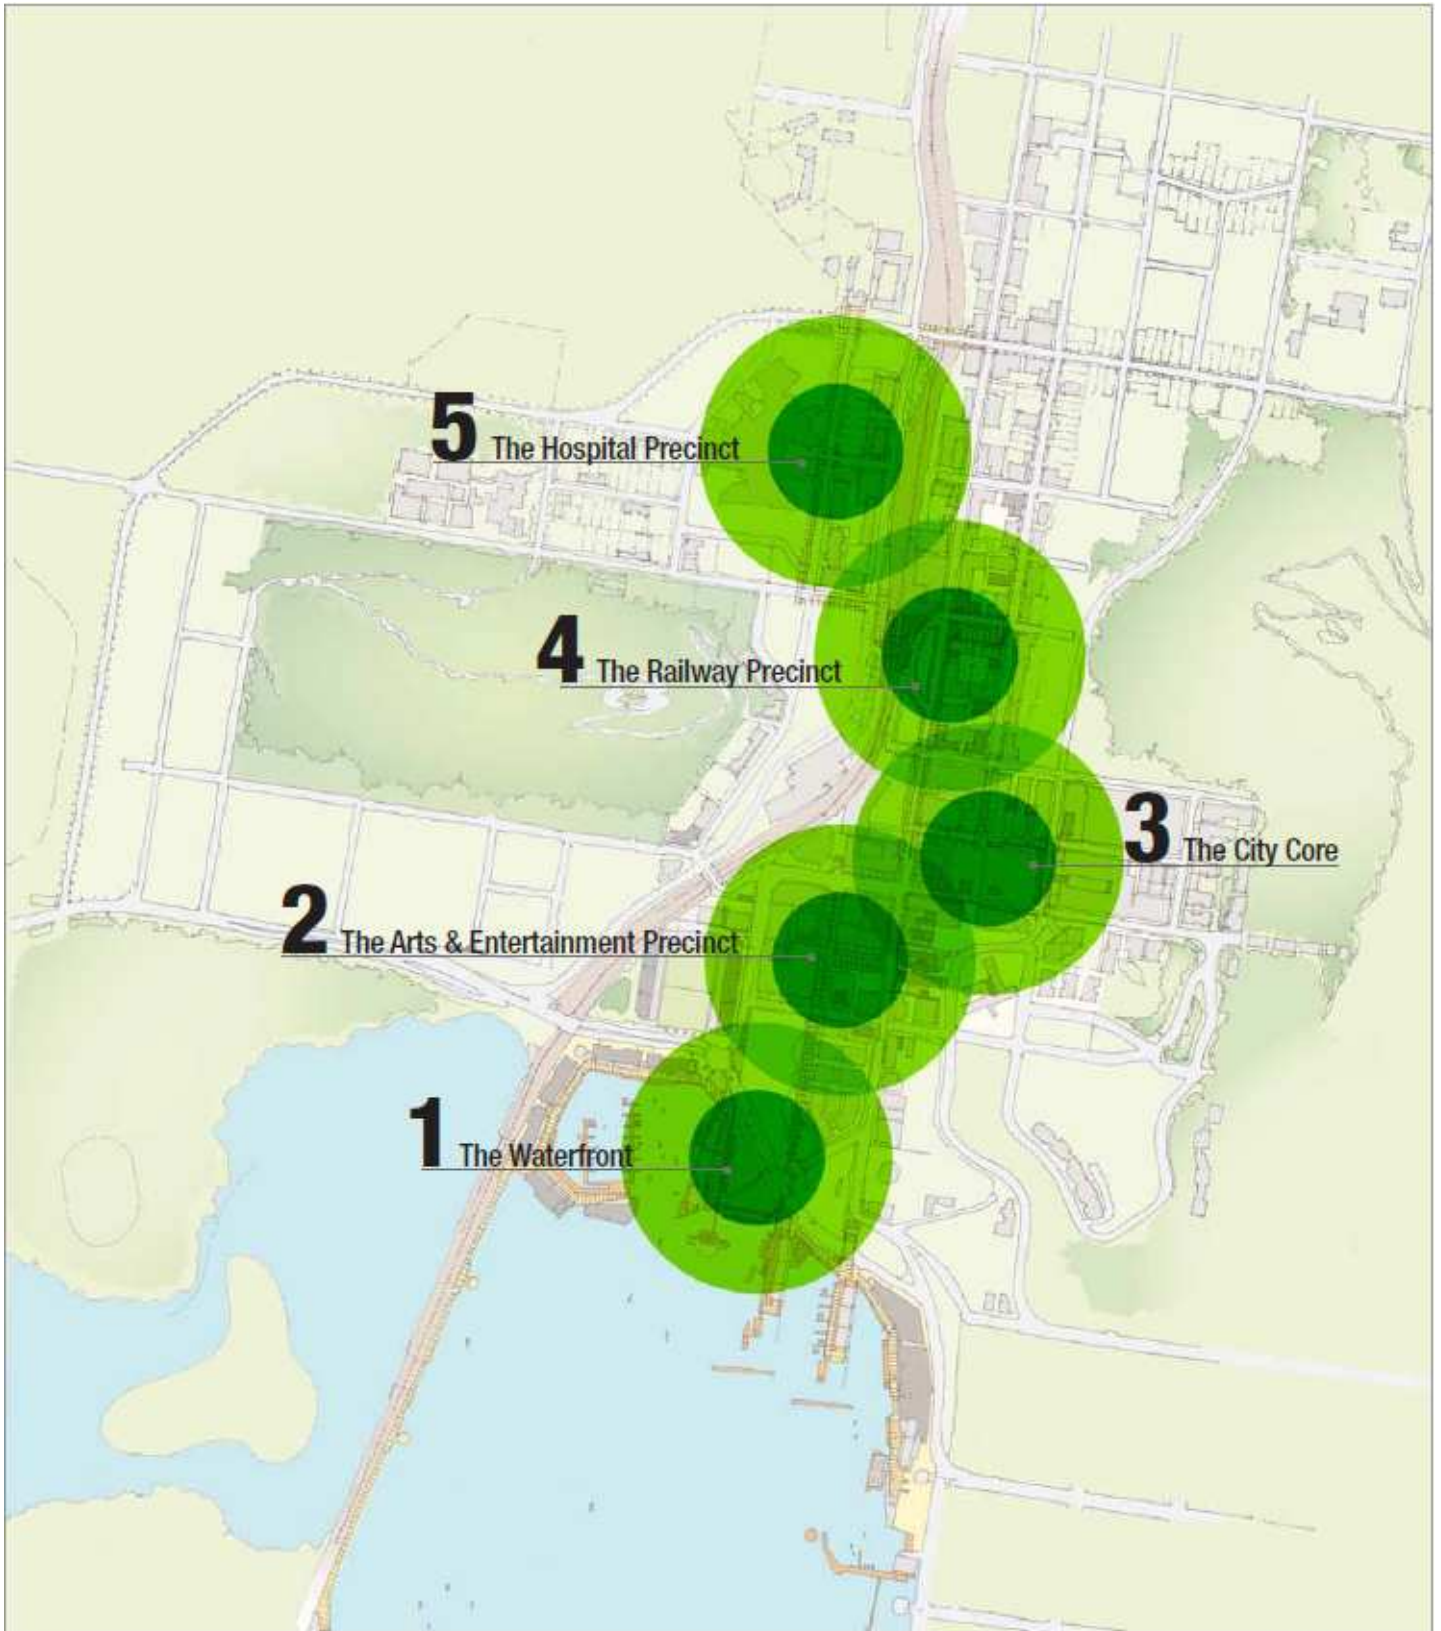 5 The Hospital Precinct
4 The Railway Precinct
3 The City Core
2 The Arts & Entertainment Precinct
1 The Waterfront